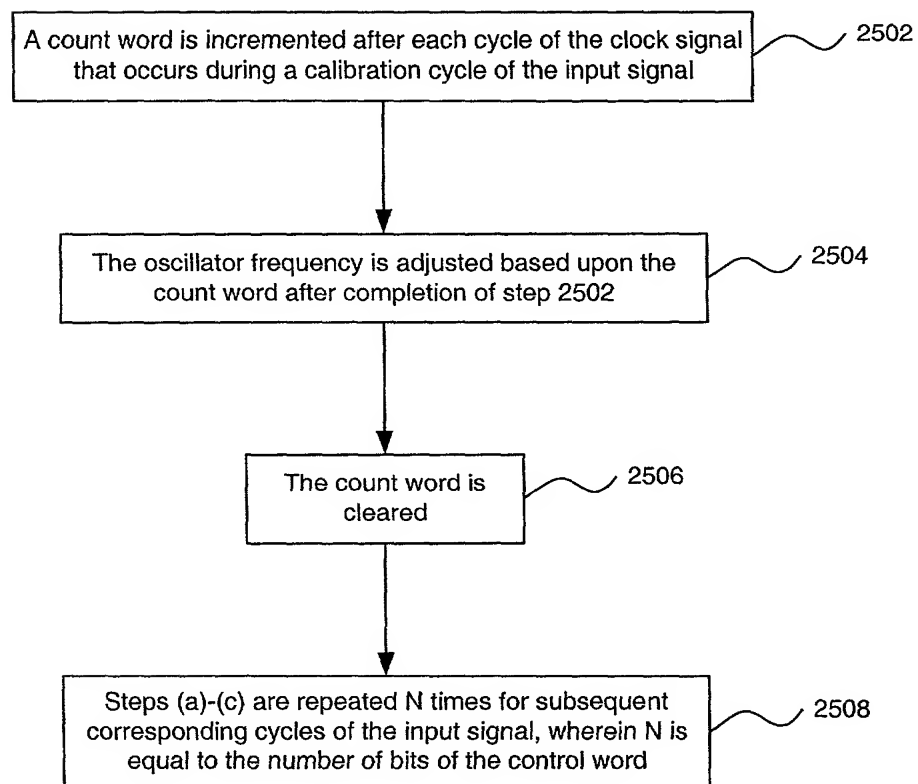 A count word is incremented after each cycle of the clock signal
that occurs during a calibration cycle of the input signal
2502
The oscillator frequency is adjusted based upon the
count word after completion of step 2502
2504
The count word is
cleared
2506
Steps (a)-(c) are repeated N times for subsequent
corresponding cycles of the input signal, wherein N is
equal to the number of bits of the control word
2508